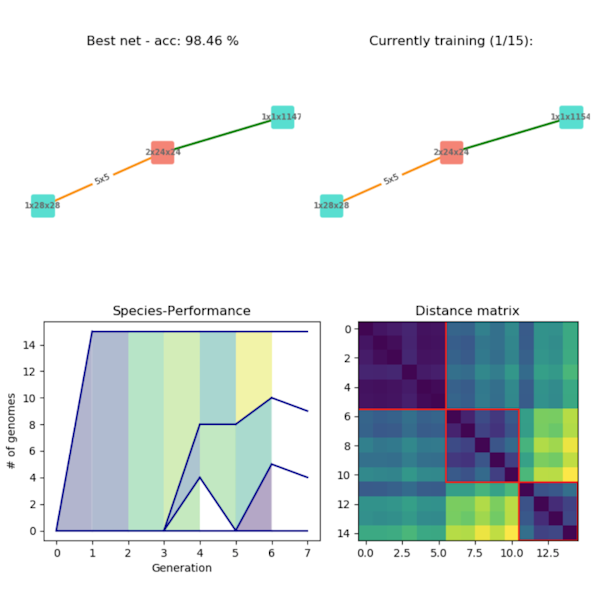 Best net - acc: 98.46 %
Currently training (1/15):
1x1x1147
2x24x24
5x5
1x28x28
1x1x1154
2x24x24
5x5
1x28x28
Species-Performance
# of genomes
14
12
10
8
6
4
2
0
0 1 2 3 4 5 6 7
Generation
Distance matrix
0
2
4
6
8
10
12
14
0.0 2.5 5.0 7.5 10.0 12.5